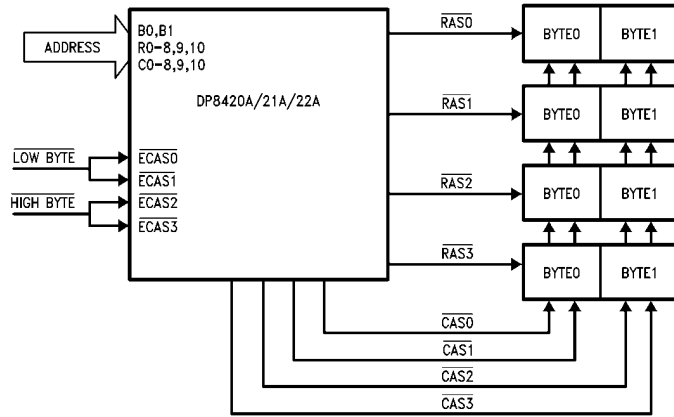 ADDRESS
B0,B1
R0-8,9,10
C0-8,9,10
DP8420A/21A/22A
LOW BYTE
HIGH BYTE
ECAS0
ECAS1
ECAS2
ECAS3
RAS0
BYTE0 BYTE1
RAS1
BYTE0 BYTE1
RAS2
BYTE0 BYTE1
RAS3
BYTE0 BYTE1
CAS0
CAS1
CAS2
CAS3